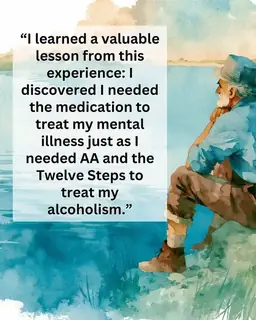 “I learned a valuable
lesson from this
experience: I
discovered I needed
the medication to
treat my mental
illness just as I
needed AA and the
Twelve Steps to
treat my
alcoholism.”